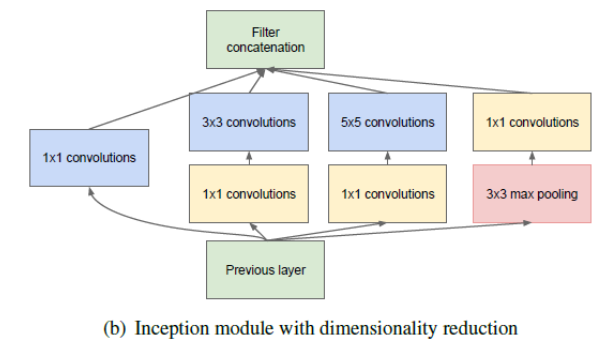 Filter
concatenation
3x3 convolutions
5x5 convolutions
1x1 convolutions
1x1 convolutions
1x1 convolutions
1x1 convolutions
3x3 max pooling
Previous layer
(b) Inception module with dimensionality reduction